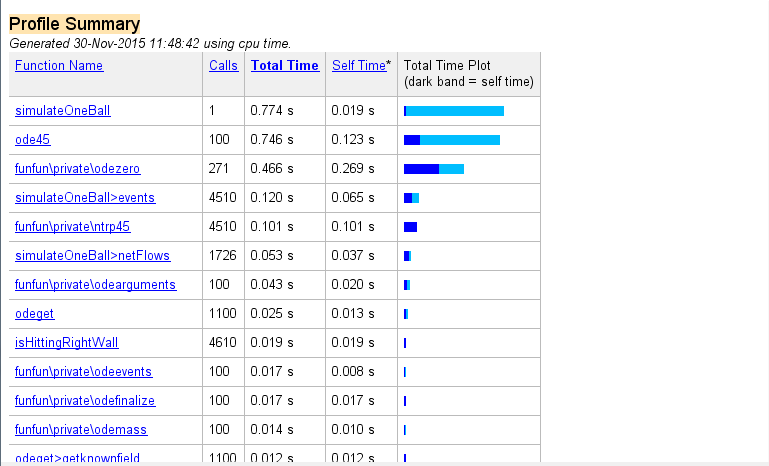 Profile Summary
Generated 30-Nov-2015 11:48:42 using cpu time.
Function Name Calls Total Time Self Time* Total Time Plot
(dark band = self time)
simulateOneBall 1 0.774 s 0.019 s
ode45 100 0.746 s 0.123 s
funfun\private\odezero 271 0.466 s 0.269 s
simulateOneBall>events 4510 0.120 s 0.065 s
funfun\private\ntrp45 4510 0.101 s 0.101 s
simulateOneBall>netFlows 1726 0.053 s 0.037 s
funfun\private\odearguments 100 0.043 s 0.020 s
odeget 1100 0.025 s 0.013 s
isHittingRightWall 4610 0.019 s 0.019 s
funfun\private\odeevents 100 0.017 s 0.008 s
funfun\private\odefinalize 100 0.017 s 0.017 s
funfun\private\odemass 100 0.014 s 0.010 s
odeget>getknownfield 1100 0.012 s 0.012 s